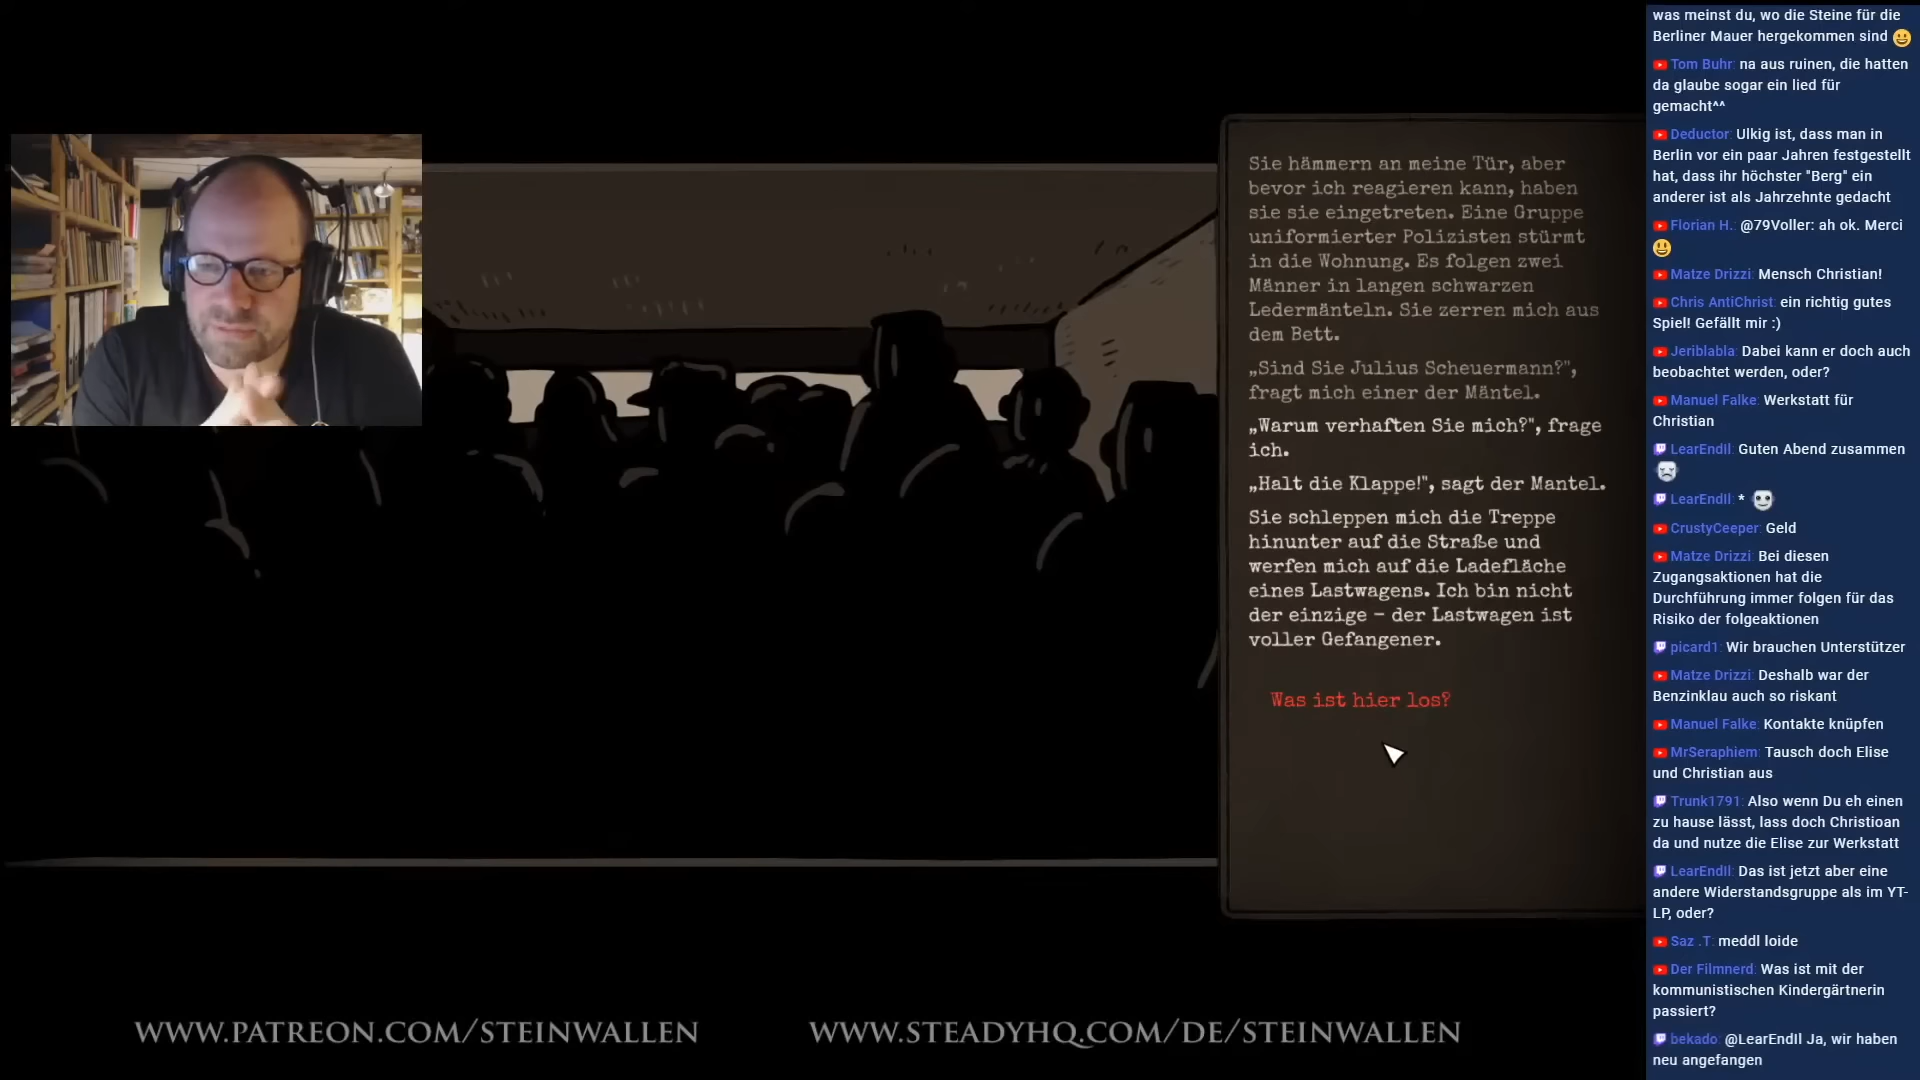 Sie hämmern an meine Tür, aber
bevor ich reagieren kann, haben
sie sie eingetreten. Eine Gruppe
uniformierter Polizisten stürmt
in die Wohnung. Es folgen zwei
Männer in langen schwarzen
Ledermänteln. Sie zerren mich aus
dem Bett.
„Sind Sie Julius Scheuermann?",
fragt mich einer der Mäntel.
„Warum verhaften Sie mich?", frage
ich.
„Halt die Klappe!", sagt der Mantel.
Sie schleppen mich die Treppe
hinunter auf die Straße und
werfen mich auf die Ladefläche
eines Lastwagens. Ich bin nicht
der einzige – der Lastwagen ist
voller Gefangener.
Was ist hier los?
WWW.PATREON.COM/STEINWALLEN
WWW.STEADYHQ.COM/DE/STEINWALLEN
was meinst du, wo die Steine für die
Berliner Mauer hergekommen sind 😀
Tom Buhr: na aus ruinen, die hatten
da glaube sogar ein lied für
gemacht^^
Deductor: Ulkig ist, dass man in
Berlin vor ein paar Jahren festgestellt
hat, dass ihr höchster "Berg" ein
anderer ist als Jahrzehnte gedacht
Florian H.: @79Voller: ah ok. Merci
😃
Matze Drizzi: Mensch Christian!
Chris AntiChrist: ein richtig gutes
Spiel! Gefällt mir :)
Jeriblabla: Dabei kann er doch auch
beobachtet werden, oder?
Manuel Falke: Werkstatt für
Christian
LearEndIl: Guten Abend zusammen
LearEndIl: *
CrustyCeeper: Geld
Matze Drizzi: Bei diesen
Zugangsaktionen hat die
Durchführung immer folgen für das
Risiko der folgeaktionen
picard1: Wir brauchen Unterstützer
Matze Drizzi: Deshalb war der
Benzinklau auch so riskant
Manuel Falke: Kontakte knüpfen
MrSeraphiem: Tausch doch Elise
und Christian aus
Trunk1791: Also wenn Du eh einen
zu hause lässt, lass doch Christioan
da und nutze die Elise zur Werkstatt
LearEndIl: Das ist jetzt aber eine
andere Widerstandsgruppe als im YT-
LP, oder?
Saz .T: meddl loide
Der Filmnerd: Was ist mit der
kommunistischen Kindergärtnerin
passiert?
bekado: @LearEndIl Ja, wir haben
neu angefangen